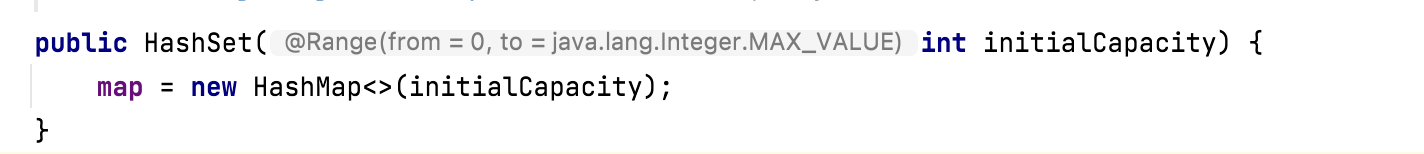 public HashSet( @Range(from = 0, to = java.lang.Integer.MAX_VALUE) int initialCapacity) {
    map = new HashMap<>(initialCapacity);
}